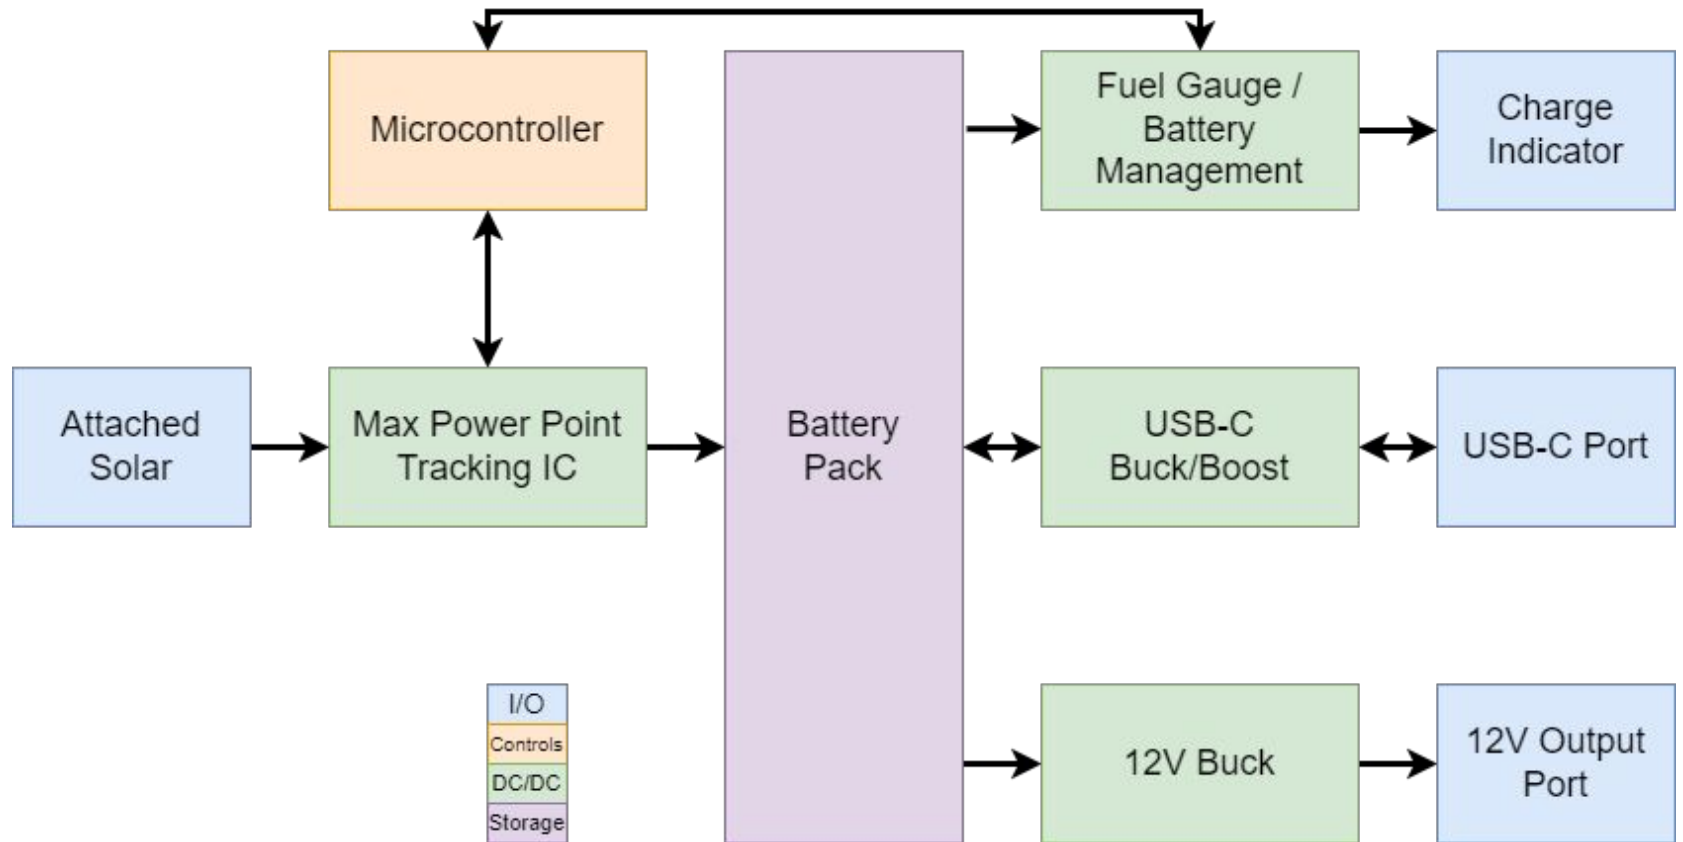 Microcontroller
Fuel Gauge /
Battery
Management
Charge
Indicator
Attached
Solar
Max Power Point
Tracking IC
Battery
Pack
USB-C
Buck/Boost
USB-C Port
I/O
Controls
DC/DC
Storage
12V Buck
12V Output
Port